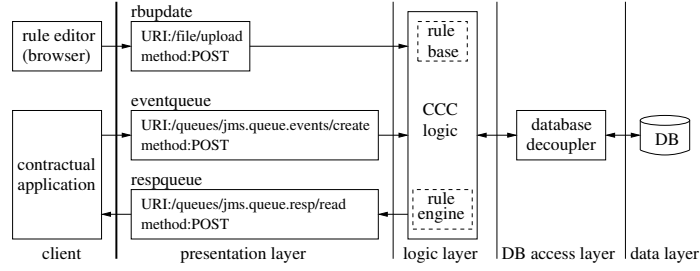 rbupdate
rule editor
(browser)
URI:/file/upload
method:POST
rule
base
eventqueue
URI:/queues/jms.queue.events/create
method:POST
CCC
logic
database
decoupler
DB
contractual
application
respqueue
URI:/queues/jms.queue.resp/read
method:POST
rule
engine
client
presentation layer
logic layer
DB access layer
data layer